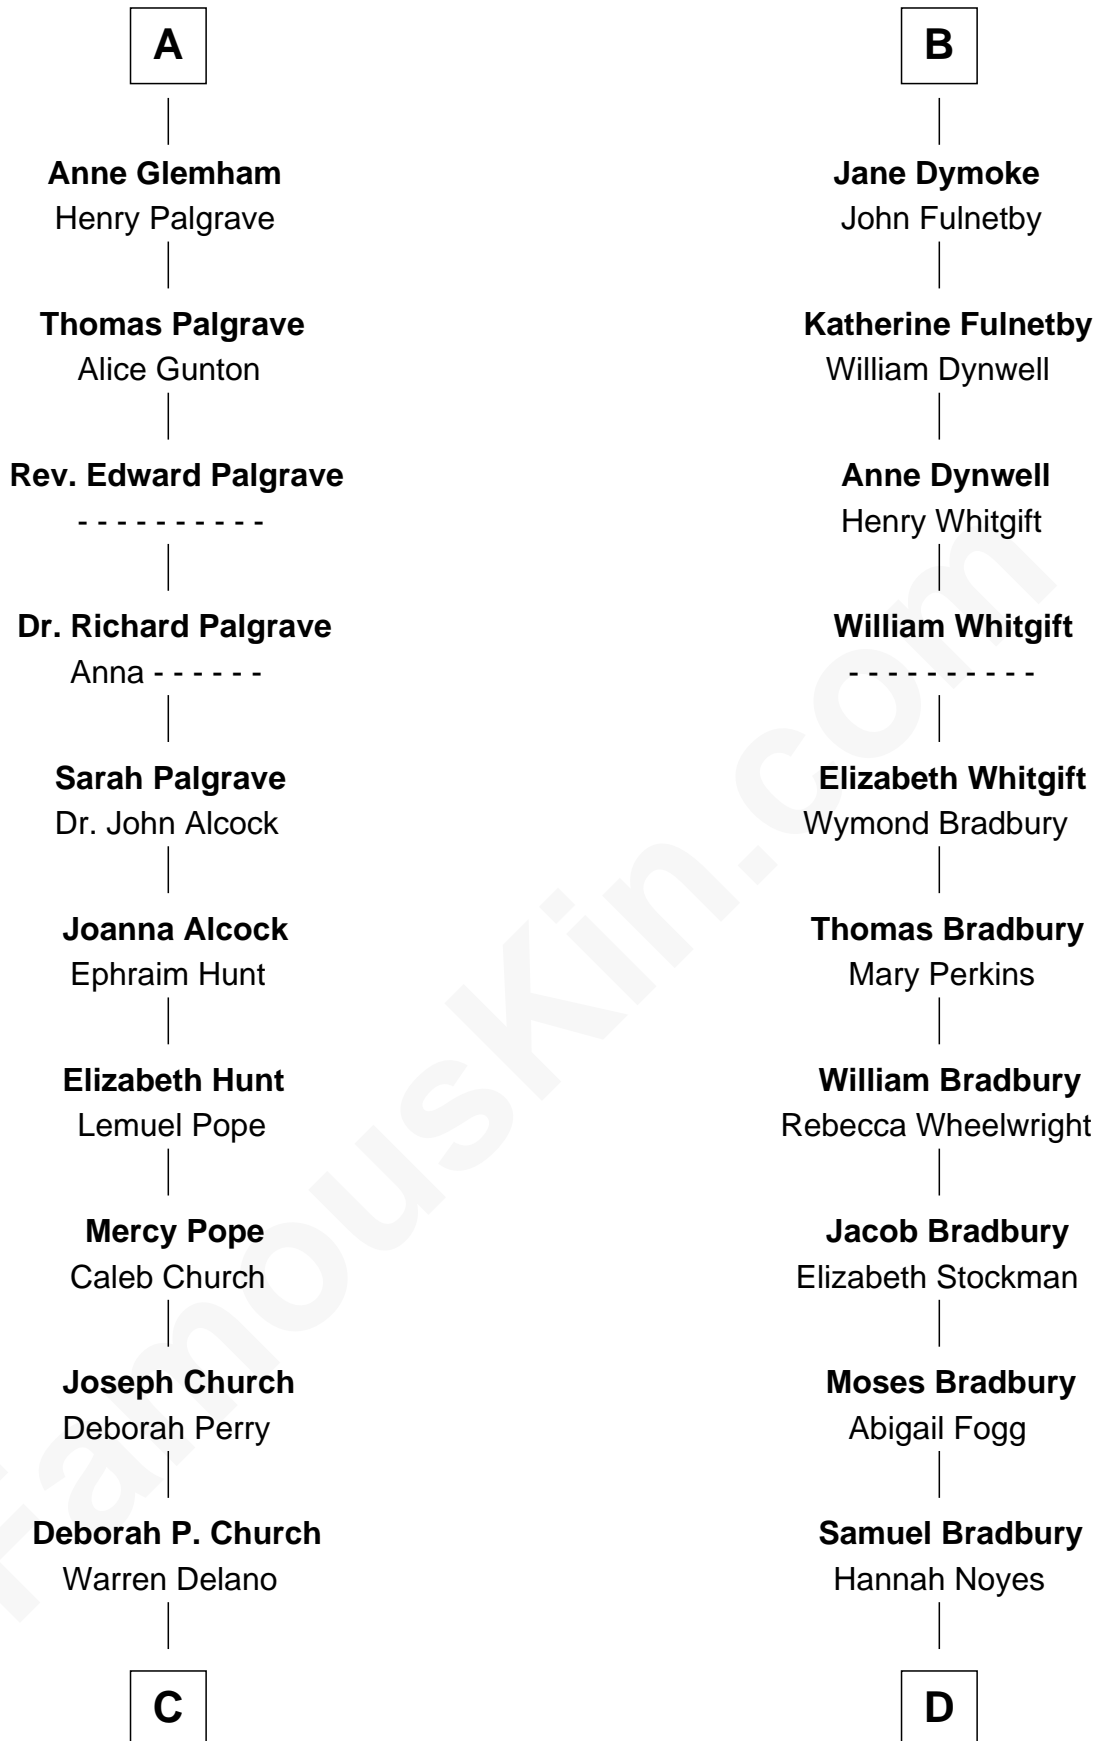 A
Anne Glemham
Henry Palgrave
Thomas Palgrave
Alice Gunton
Rev. Edward Palgrave
- - - - - - - - - -
Dr. Richard Palgrave
Anna - - - - - -
Sarah Palgrave
Dr. John Alcock
Joanna Alcock
Ephraim Hunt
Elizabeth Hunt
Lemuel Pope
Mercy Pope
Caleb Church
Joseph Church
Deborah Perry
Deborah P. Church
Warren Delano
C
B
Jane Dymoke
John Fulnetby
Katherine Fulnetby
William Dynwell
Anne Dynwell
Henry Whitgift
William Whitgift
- - - - - - - - - -
Elizabeth Whitgift
Wymond Bradbury
Thomas Bradbury
Mary Perkins
William Bradbury
Rebecca Wheelwright
Jacob Bradbury
Elizabeth Stockman
Moses Bradbury
Abigail Fogg
Samuel Bradbury
Hannah Noyes
D
FamousKin.com